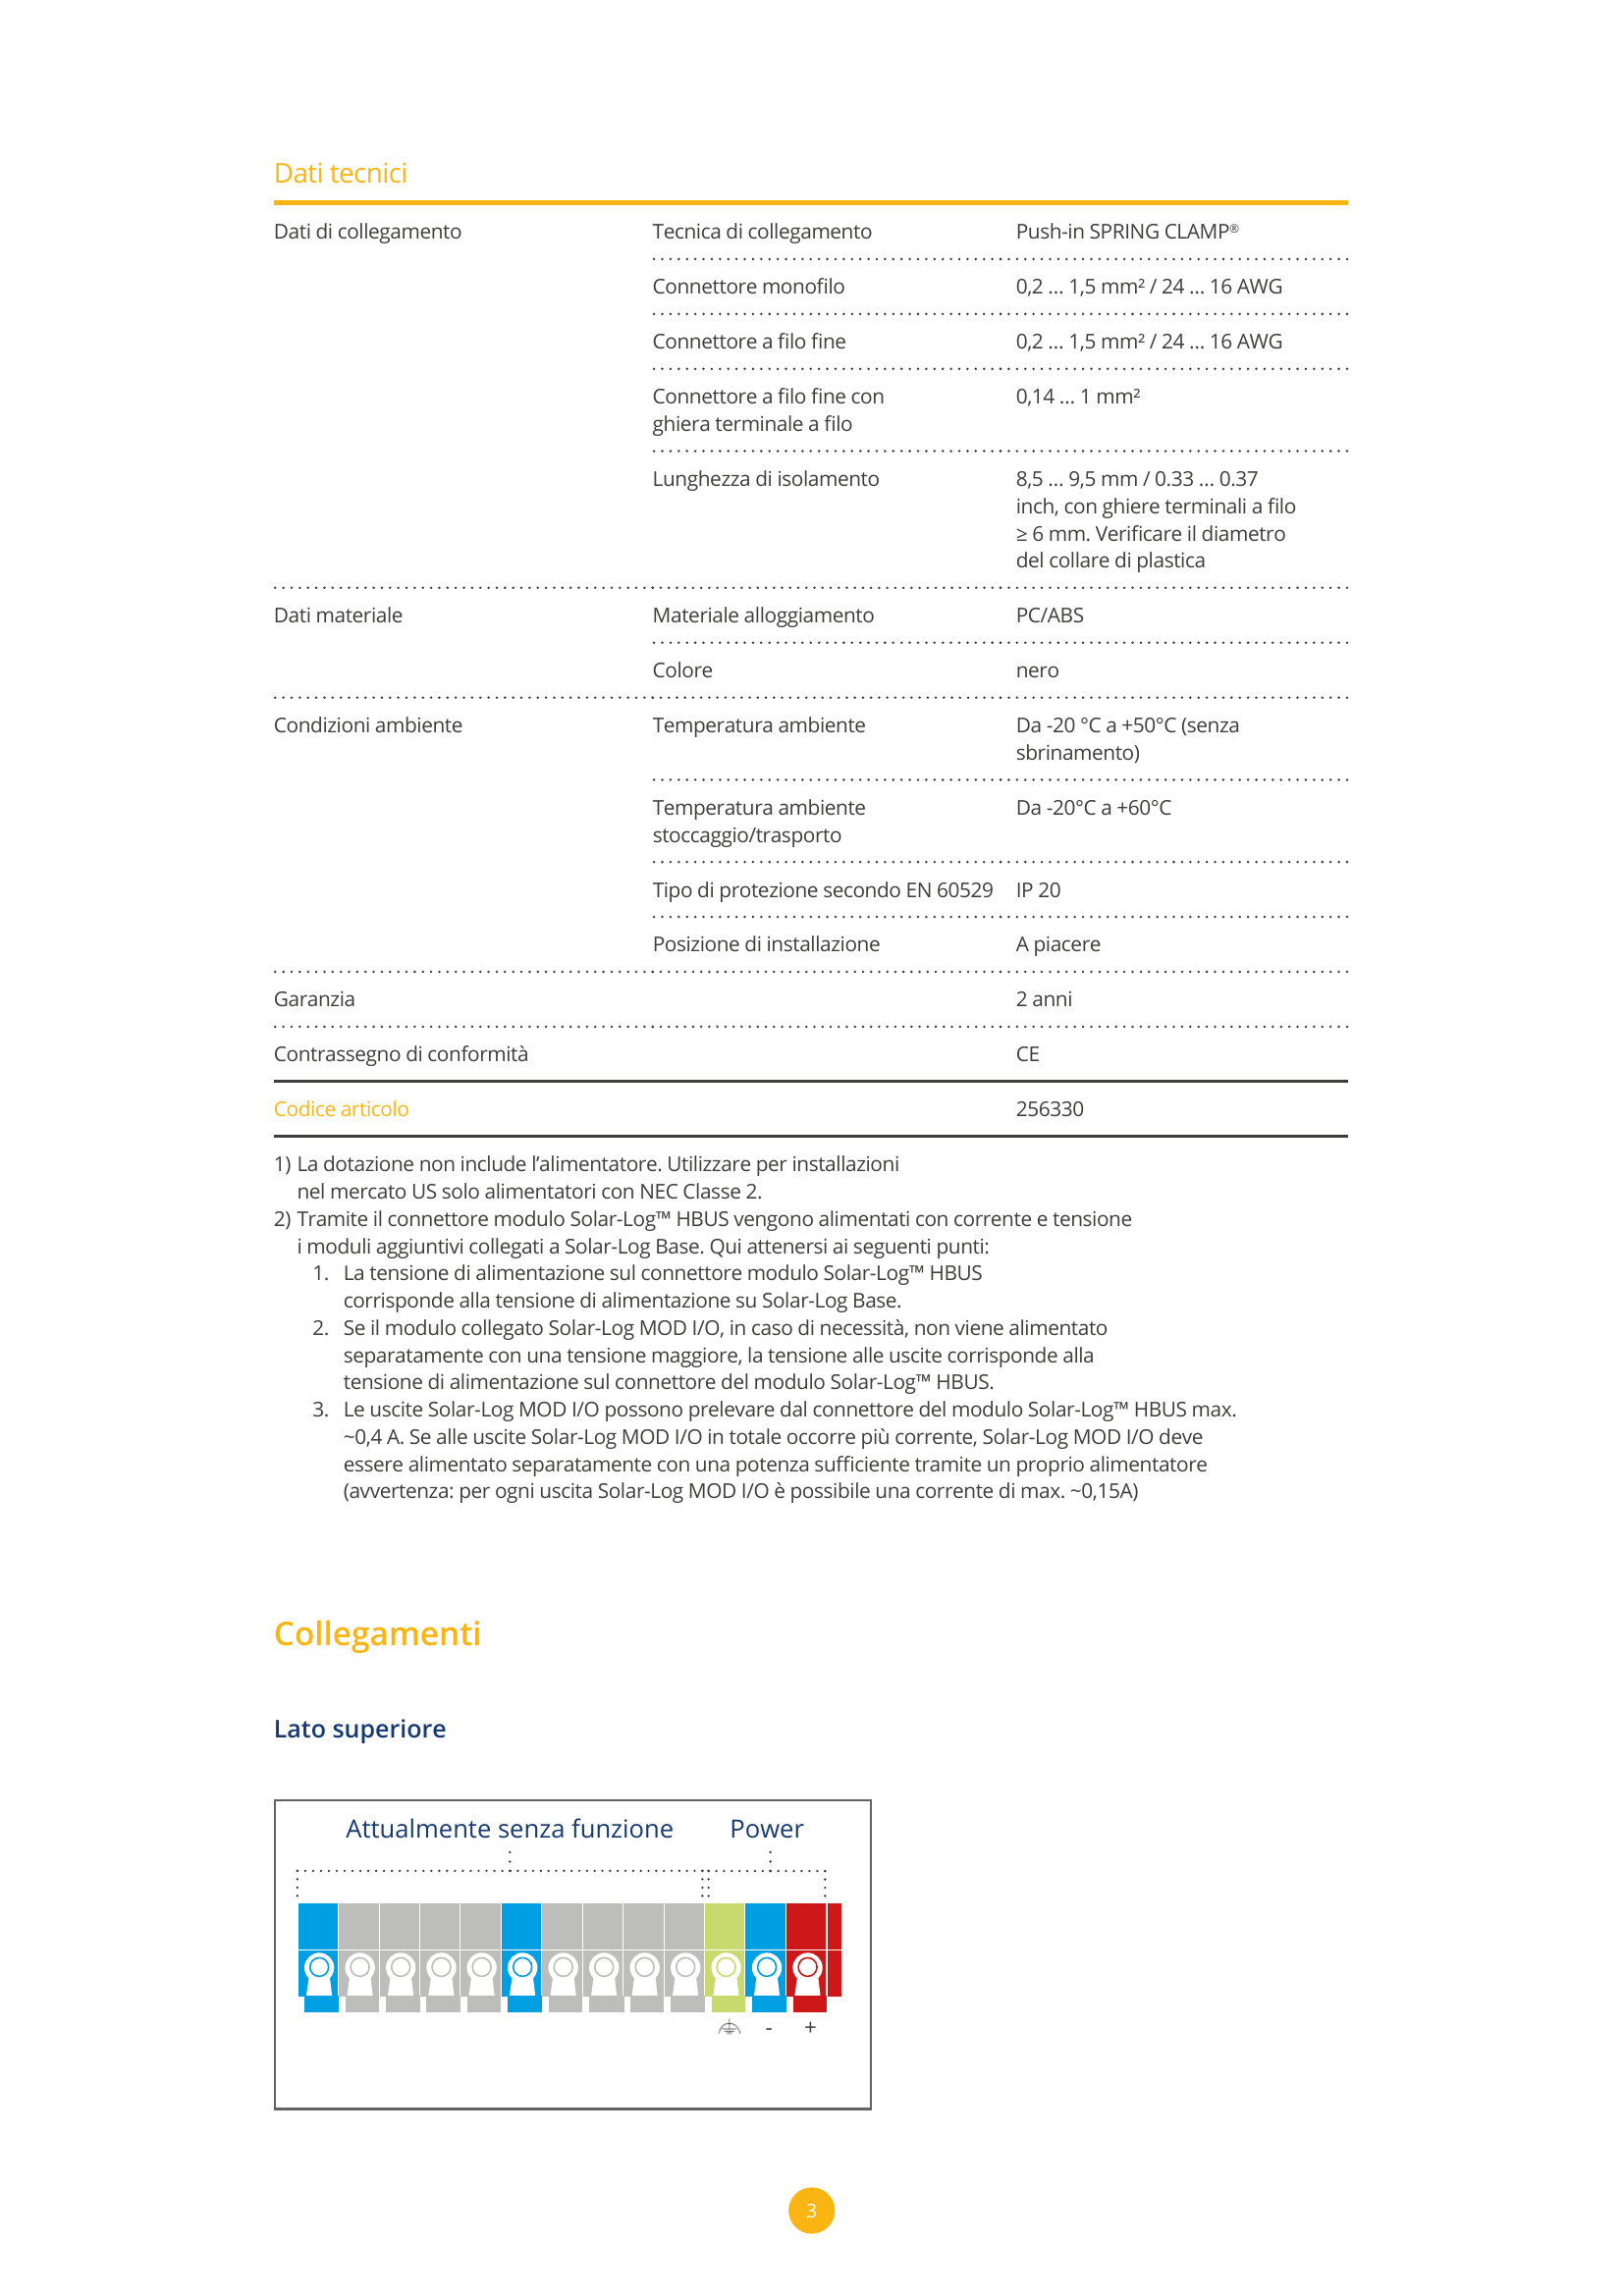 Dati tecnici
Dati di collegamento Tecnica di collegamento Push-in SPRING CLAMP®
Connettore monofilo 0,2 ... 1,5 mm² / 24 ... 16 AWG
Connettore a filo fine 0,2 ... 1,5 mm² / 24 ... 16 AWG
Connettore a filo fine con 0,14 ... 1 mm²
ghiera terminale a filo
Lunghezza di isolamento 8,5 ... 9,5 mm / 0.33 ... 0.37
inch, con ghiere terminali a filo
≥ 6 mm. Verificare il diametro
del collare di plastica
Dati materiale Materiale alloggiamento PC/ABS
Colore nero
Condizioni ambiente Temperatura ambiente Da -20 °C a +50°C (senza
sbrinamento)
Temperatura ambiente Da -20°C a +60°C
stoccaggio/trasporto
Tipo di protezione secondo EN 60529 IP 20
Posizione di installazione A piacere
Garanzia 2 anni
Contrassegno di conformità CE
Codice articolo 256330
1) La dotazione non include l’alimentatore. Utilizzare per installazioni
nel mercato US solo alimentatori con NEC Classe 2.
2) Tramite il connettore modulo Solar-Log™ HBUS vengono alimentati con corrente e tensione
i moduli aggiuntivi collegati a Solar-Log Base. Qui attenersi ai seguenti punti:
1. La tensione di alimentazione sul connettore modulo Solar-Log™ HBUS
corrisponde alla tensione di alimentazione su Solar-Log Base.
2. Se il modulo collegato Solar-Log MOD I/O, in caso di necessità, non viene alimentato
separatamente con una tensione maggiore, la tensione alle uscite corrisponde alla
tensione di alimentazione sul connettore del modulo Solar-Log™ HBUS.
3. Le uscite Solar-Log MOD I/O possono prelevare dal connettore del modulo Solar-Log™ HBUS max.
~0,4 A. Se alle uscite Solar-Log MOD I/O in totale occorre più corrente, Solar-Log MOD I/O deve
essere alimentato separatamente con una potenza sufficiente tramite un proprio alimentatore
(avvertenza: per ogni uscita Solar-Log MOD I/O è possibile una corrente di max. ~0,15A)
Collegamenti
Lato superiore
Attualmente senza funzione Power
- +
3